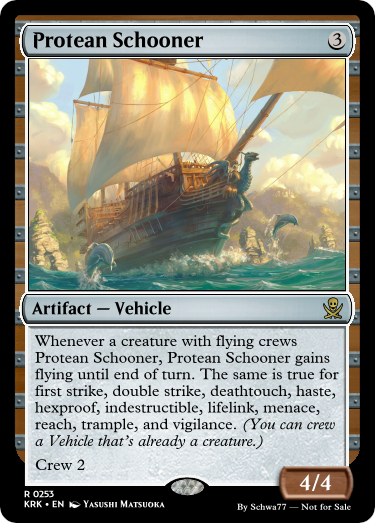 Protean Schooner 3
Artifact — Vehicle
Whenever a creature with flying crews
Protean Schooner, Protean Schooner gains
flying until end of turn. The same is true for
first strike, double strike, deathtouch, haste,
hexproof, indestructible, lifelink, menace,
reach, trample, and vigilance. (You can crew
a Vehicle that's already a creature.)
Crew 2
4/4
R 0253
KRK • EN Yasushi Matsuoka
By Schwa77 — Not for Sale